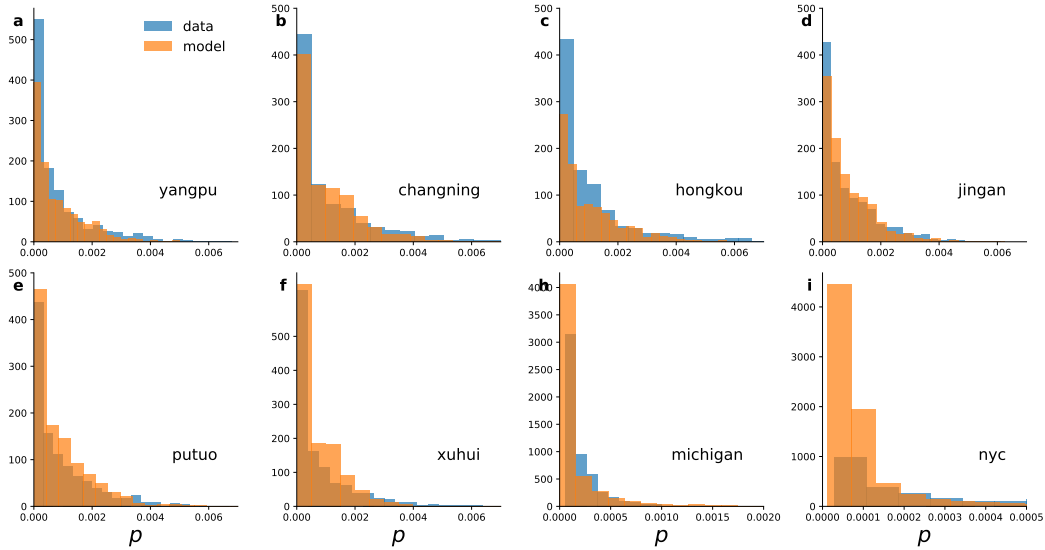 a
data
model
yangpu
0 100 200 300 400 500
0.000 0.002 0.004 0.006
b
changning
0 100 200 300 400 500
0.000 0.002 0.004 0.006
c
hongkou
0 100 200 300 400 500
0.000 0.002 0.004 0.006
d
jingan
0 100 200 300 400 500
0.000 0.002 0.004 0.006
e
putuo
0 100 200 300 400 500
0.000 0.002 0.004 0.006
p
f
xuhui
0 100 200 300 400 500
0.000 0.002 0.004 0.006
p
h
michigan
0 500 1000 1500 2000 2500 3000 3500 4000
0.0000 0.0005 0.0010 0.0015 0.0020
p
i
nyc
0 1000 2000 3000 4000
0.0000 0.0001 0.0002 0.0003 0.0004 0.0005
p